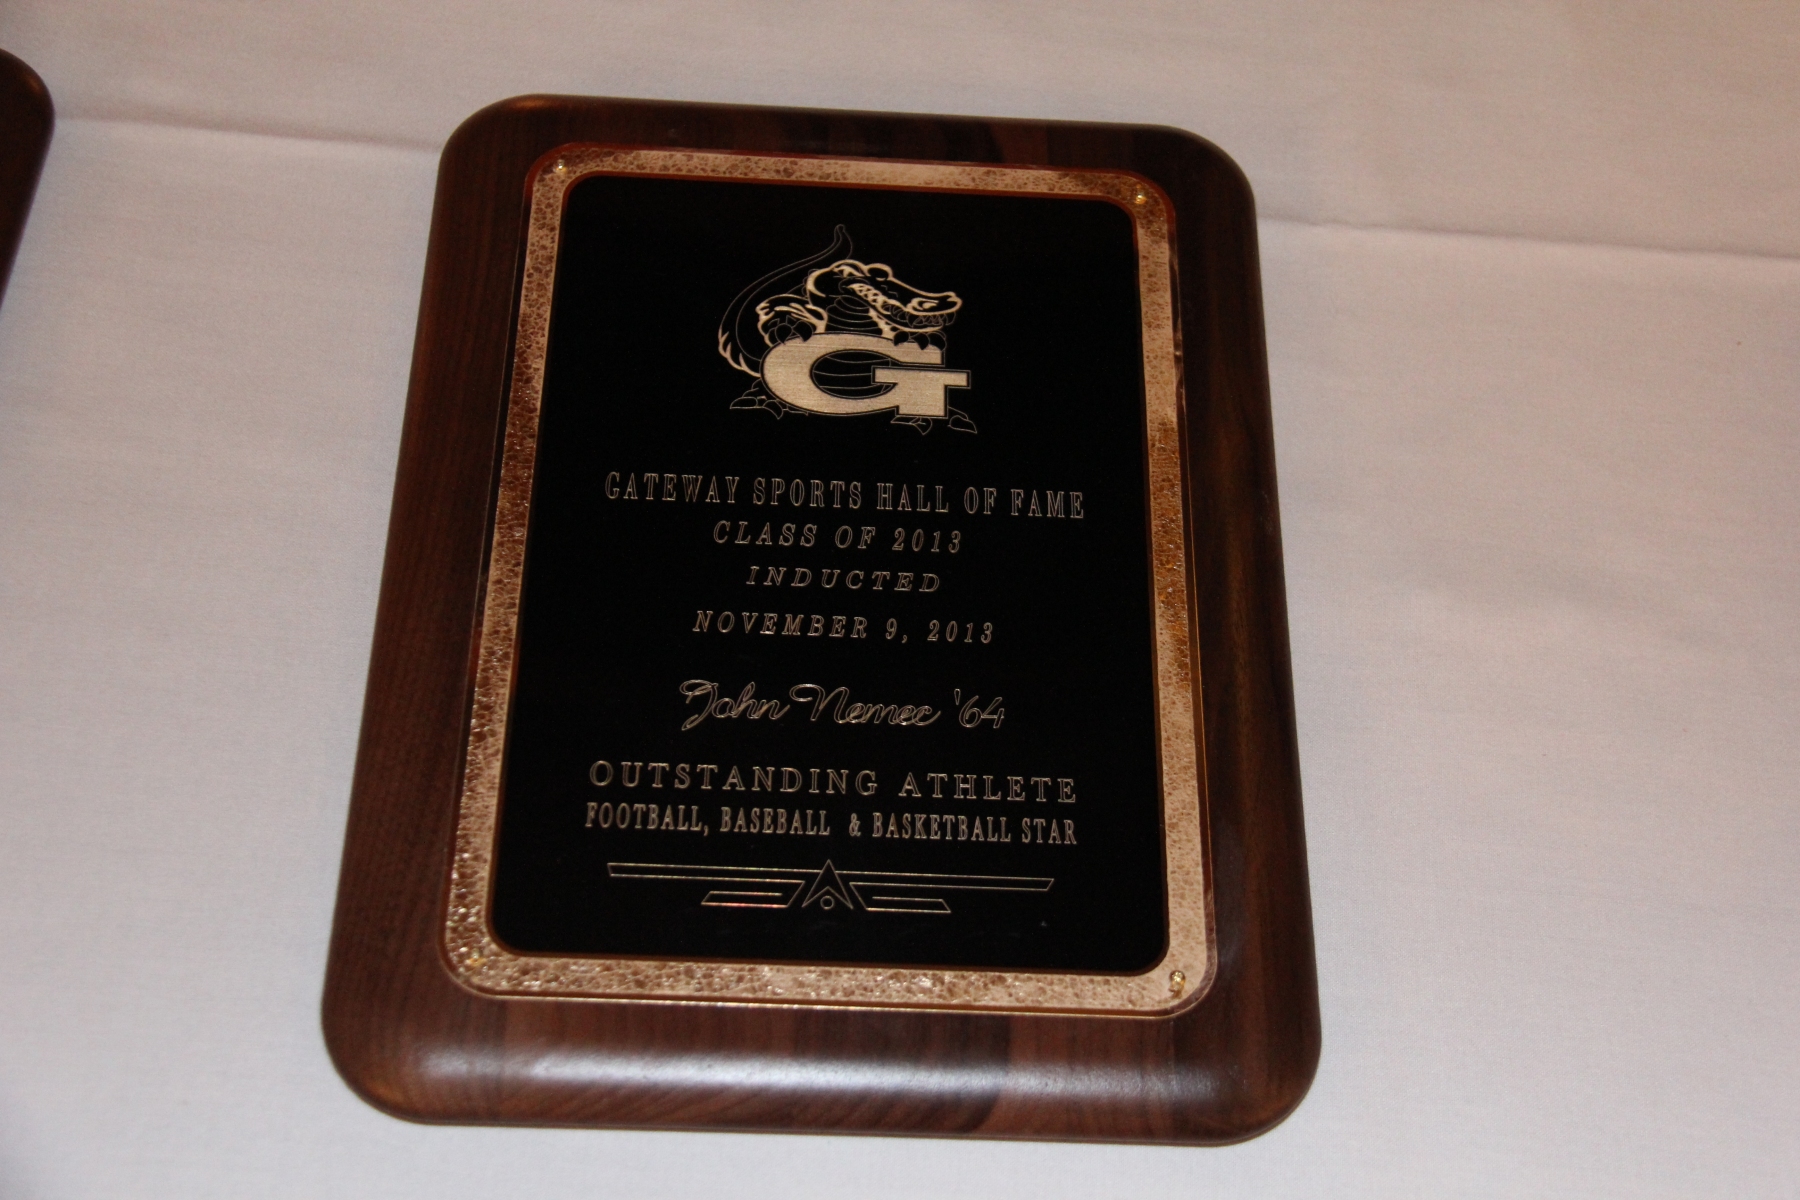 G
GATEWAY SPORTS HALL OF FAME
CLASS OF 2013
INDUCTED
NOVEMBER 9, 2013
John Nemec '64
OUTSTANDING ATHLETE
FOOTBALL, BASEBALL & BASKETBALL STAR